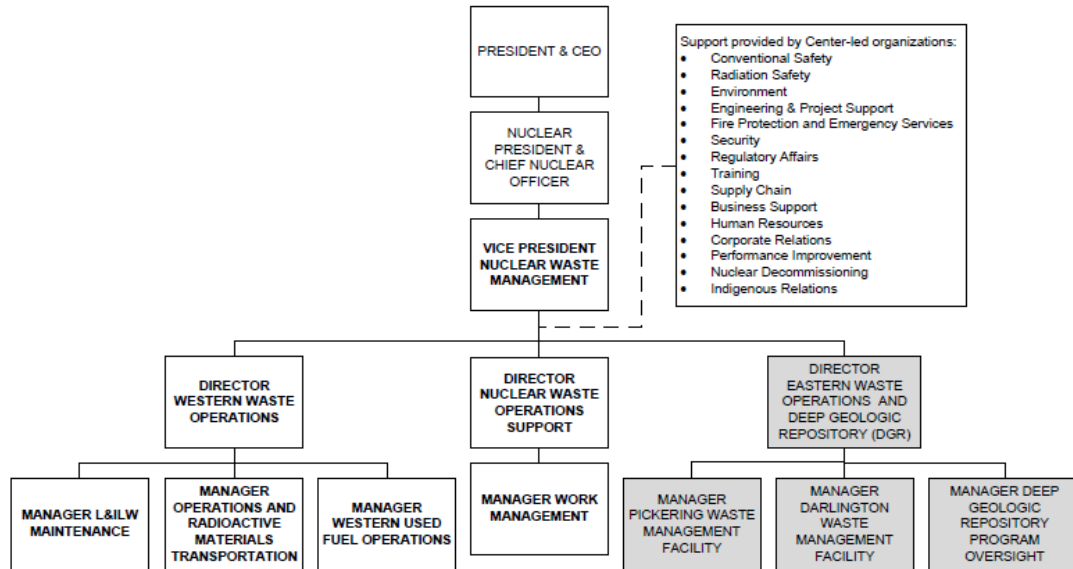 PRESIDENT & CEO
NUCLEAR
PRESIDENT &
CHIEF NUCLEAR
OFFICER
VICE PRESIDENT
NUCLEAR WASTE
MANAGEMENT
Support provided by Center-led organizations:
• Conventional Safety
• Radiation Safety
• Environment
• Engineering & Project Support
• Fire Protection and Emergency Services
• Security
• Regulatory Affairs
• Training
• Supply Chain
• Business Support
• Human Resources
• Corporate Relations
• Performance Improvement
• Nuclear Decommissioning
• Indigenous Relations
DIRECTOR
WESTERN WASTE
OPERATIONS
DIRECTOR
NUCLEAR WASTE
OPERATIONS
SUPPORT
DIRECTOR
EASTERN WASTE
OPERATIONS AND
DEEP GEOLOGIC
REPOSITORY (DGR)
MANAGER L&ILW
MAINTENANCE
MANAGER
OPERATIONS AND
RADIOACTIVE
MATERIALS
TRANSPORTATION
MANAGER
WESTERN USED
FUEL OPERATIONS
MANAGER WORK
MANAGEMENT
MANAGER
PICKERING WASTE
MANAGEMENT
FACILITY
MANAGER
DARLINGTON
WASTE
MANAGEMENT
FACILITY
MANAGER DEEP
GEOLOGIC
REPOSITORY
PROGRAM
OVERSIGHT